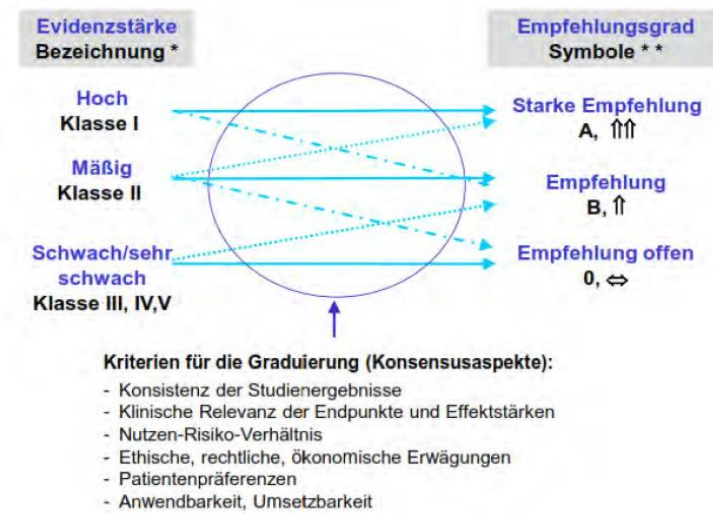 Evidenzstärke
Bezeichnung *
Empfehlungsgrad
Symbole * *
Hoch
Klasse I
Starke Empfehlung
A, ⇑⇑
Mäßig
Klasse II
Empfehlung
B, ⇑
Schwach/sehr
schwach
Klasse III, IV,V
Empfehlung offen
0, ⇔
Kriterien für die Graduierung (Konsensusaspekte):
- Konsistenz der Studienergebnisse
- Klinische Relevanz der Endpunkte und Effektstärken
- Nutzen-Risiko-Verhältnis
- Ethische, rechtliche, ökonomische Erwägungen
- Patientenpräferenzen
- Anwendbarkeit, Umsetzbarkeit